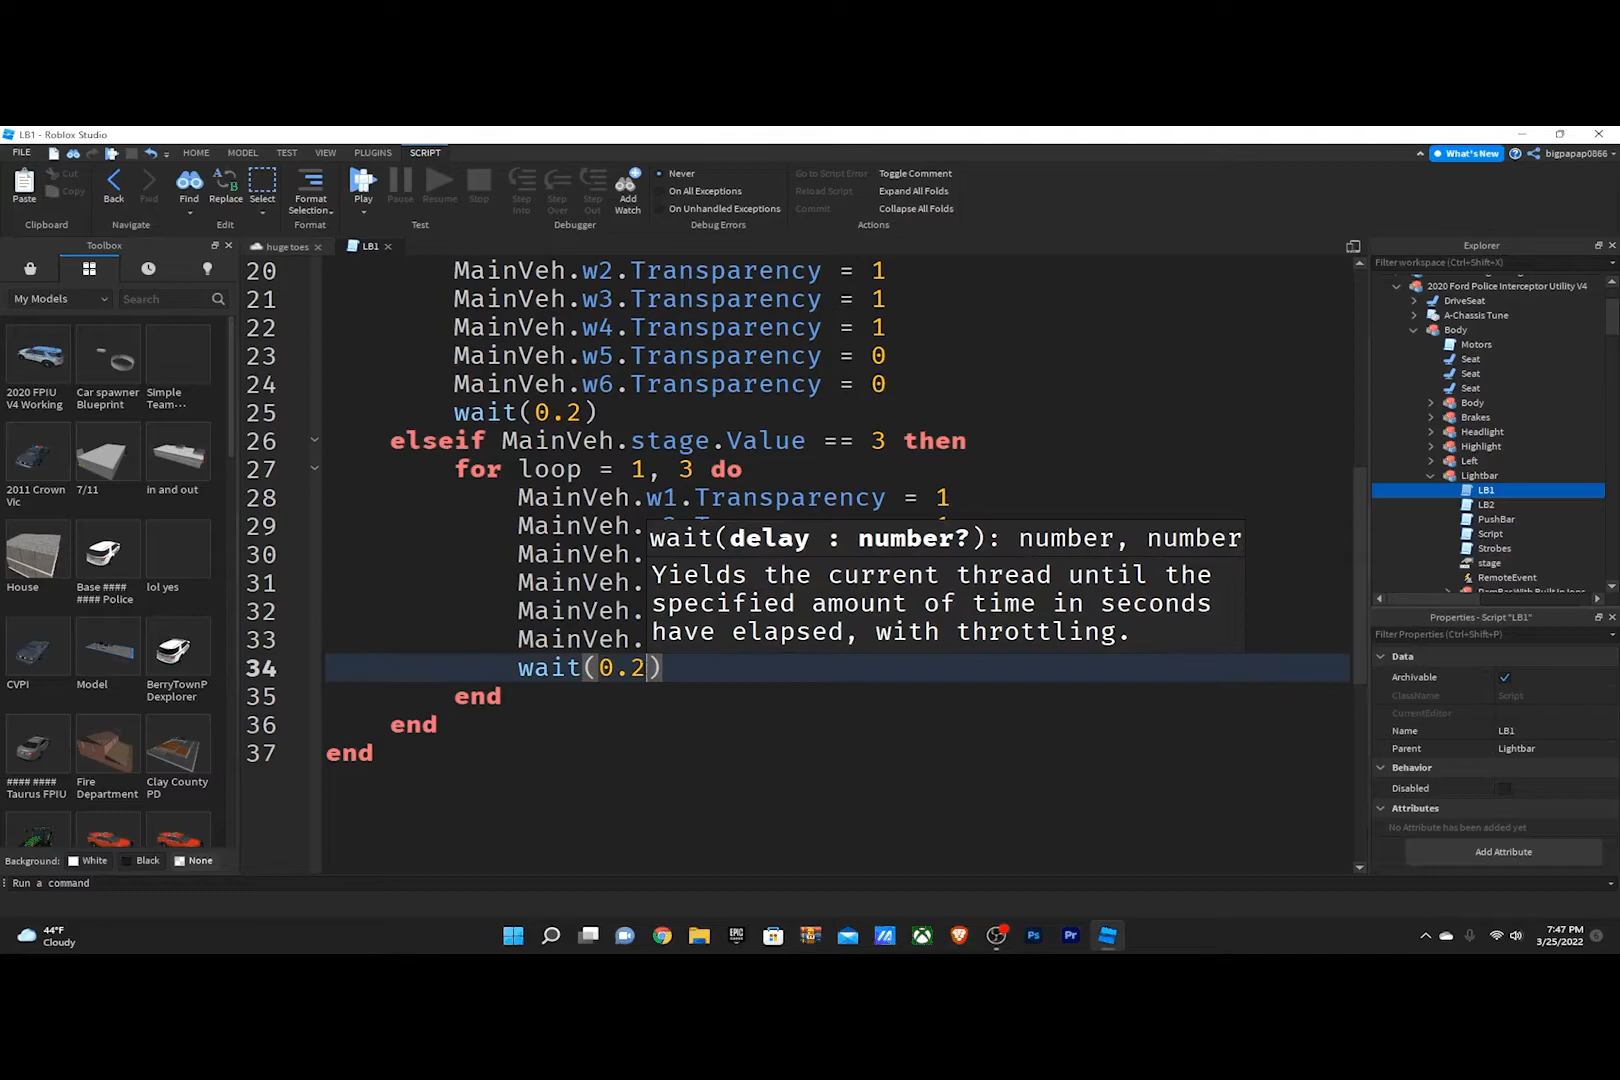 LB1 - Roblox Studio
FILE
HOME
MODEL
TEST
VIEW
PLUGINS
SCRIPT
What's New
bigpapap0866
Paste
Cut
Copy
Clipboard
Back
Fwd
Navigate
Find
Replace
Select
Edit
Format
Selection
Format
Play
Pause
Resume
Stop
Test
Step
Into
Step
Over
Step
Out
Add
Watch
Debugger
Never
On All Exceptions
On Unhandled Exceptions
Debug Errors
Go to Script Error
Reload Script
Commit
Toggle Comment
Expand All Folds
Collapse All Folds
Actions
Toolbox
My Models
Search
2020 FPIU
V4 Working
Car spawner
Blueprint
Simple
Team-···
2011 Crown
Vic
7/11
in and out
House
Base ####
#### Police
lol yes
CVPI
Model
BerryTownP
Dexplorer
#### ####
Taurus FPIU
Fire
Department
Clay County
PD
Background:
White
Black
None
huge toes
LB1
20 MainVeh.w2.Transparency = 1
21 MainVeh.w3.Transparency = 1
22 MainVeh.w4.Transparency = 1
23 MainVeh.w5.Transparency = 0
24 MainVeh.w6.Transparency = 0
25 wait(0.2)
26 elseif MainVeh.stage.Value == 3 then
27 for loop = 1, 3 do
28 MainVeh.w1.Transparency = 1
29 MainVeh.
30 MainVeh.
31 MainVeh.
32 MainVeh.
33 MainVeh.
34 wait(0.2)
35 end
36 end
37 end
wait(delay : number?): number, number
Yields the current thread until the
specified amount of time in seconds
have elapsed, with throttling.
Explorer
Filter workspace (Ctrl+Shift+X)
2020 Ford Police Interceptor Utility V4
DriveSeat
A-Chassis Tune
Body
Motors
Seat
Seat
Seat
Body
Brakes
Headlight
Highlight
Left
Lightbar
LB1
LB2
PushBar
Script
Strobes
stage
RemoteEvent
Properties - Script "LB1"
Filter Properties (Ctrl+Shift+P)
Data
Archivable
ClassName Script
CurrentEditor
Name LB1
Parent Lightbar
Behavior
Disabled
Attributes
No Attribute has been added yet
Add Attribute
Run a command
44°F
Cloudy
EPIC
GAMES
Ps
Pr
7:47 PM
3/25/2022